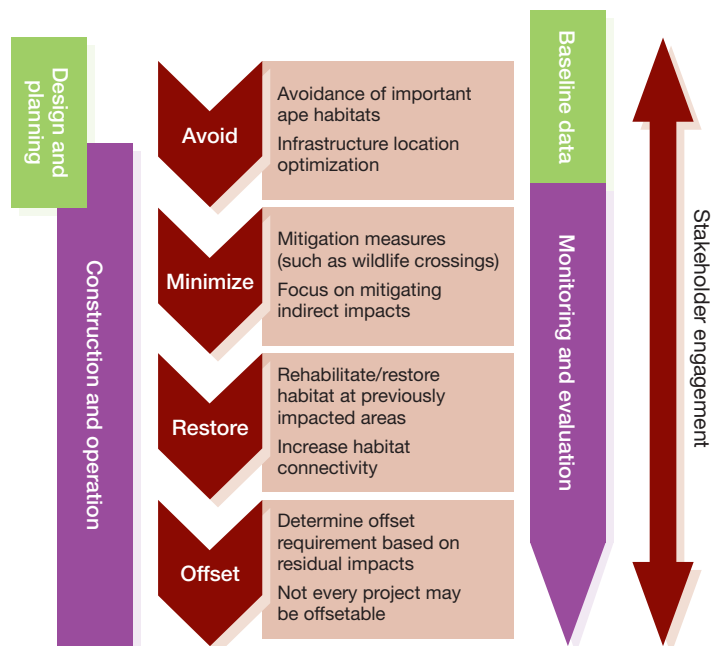 Design and
planning
Construction and operation
Avoid
Avoidance of important
ape habitats
Infrastructure location
optimization
Minimize
Mitigation measures
(such as wildlife crossings)
Focus on mitigating
indirect impacts
Restore
Rehabilitate/restore
habitat at previously
impacted areas
Increase habitat
connectivity
Offset
Determine offset
requirement based on
residual impacts
Not every project may
be offsetable
Baseline data
Monitoring and evaluation
Stakeholder engagement